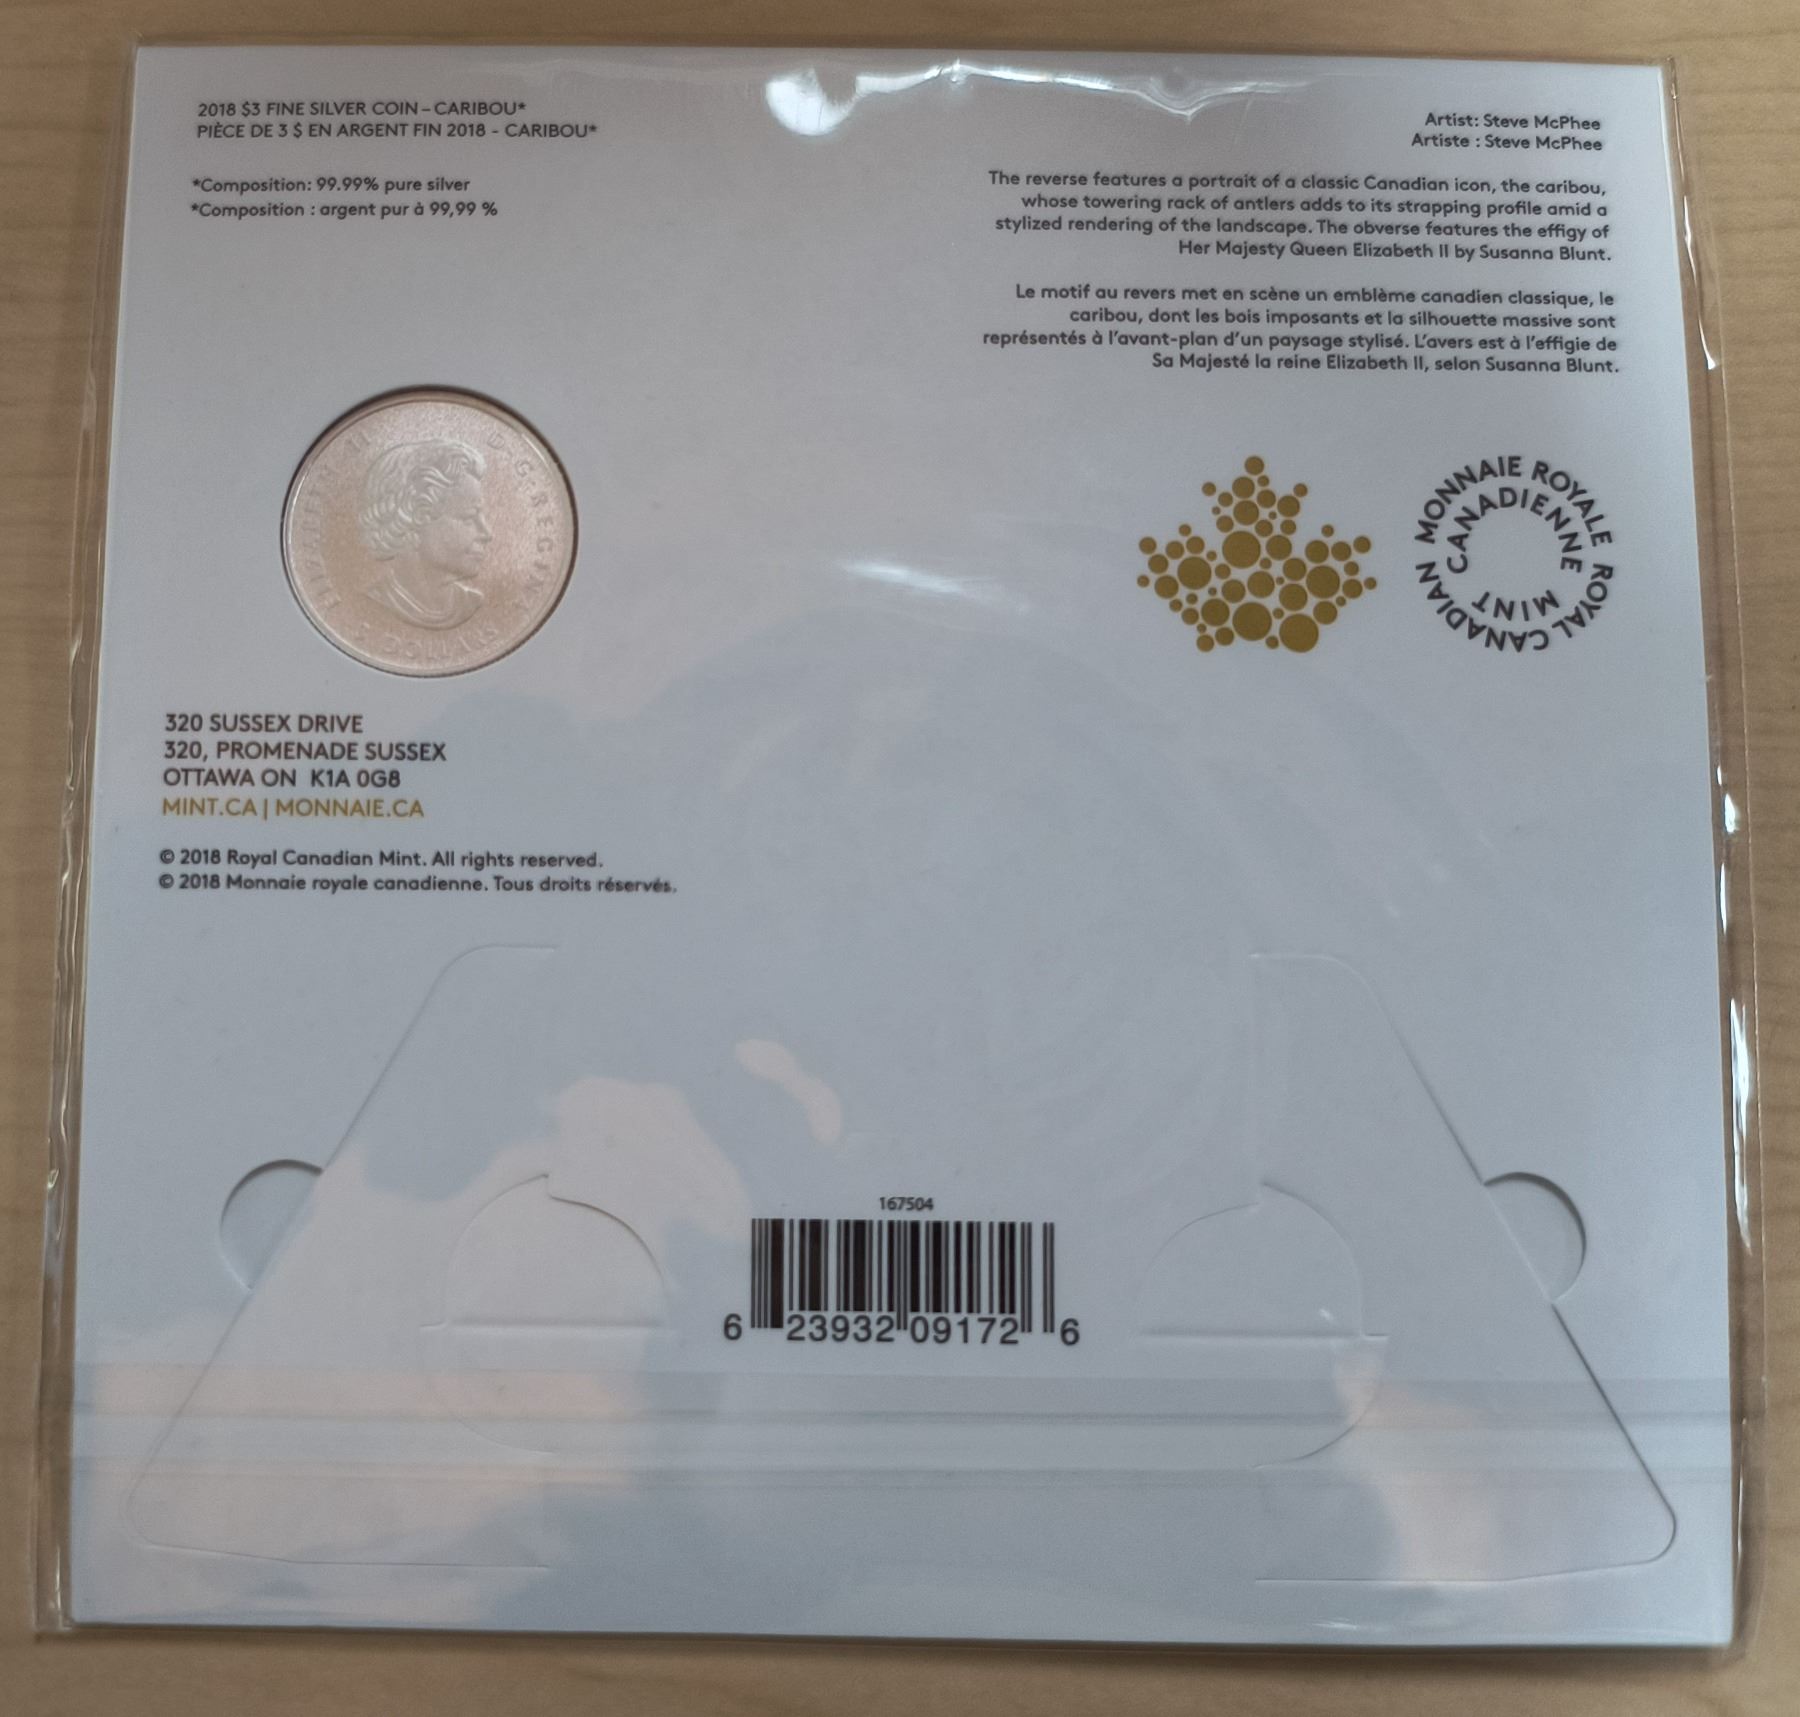 2018 $3 FINE SILVER COIN – CARIBOU*
PIÈCE DE 3 $ EN ARGENT FIN 2018 - CARIBOU*
*Composition: 99.99% pure silver
*Composition : argent pur à 99,99 %
Artist: Steve McPhee
Artiste : Steve McPhee
The reverse features a portrait of a classic Canadian icon, the caribou,
whose towering rack of antlers adds to its strapping profile amid a
stylized rendering of the landscape. The obverse features the effigy of
Her Majesty Queen Elizabeth II by Susanna Blunt.
Le motif au revers met en scène un emblème canadien classique, le
caribou, dont les bois imposants et la silhouette massive sont
représentés à l'avant-plan d'un paysage stylisé. L'avers est à l'effigie de
Sa Majesté la reine Elizabeth II, selon Susanna Blunt.
ELIZABETH II D·G·REGINA
3 DOLLARS
MONNAIE ROYALE CANADIENNE
ROYAL CANADIAN MINT
320 SUSSEX DRIVE
320, PROMENADE SUSSEX
OTTAWA ON K1A 0G8
MINT.CA | MONNAIE.CA
© 2018 Royal Canadian Mint. All rights reserved.
© 2018 Monnaie royale canadienne. Tous droits réservés.
167504
6 23932 09172 6